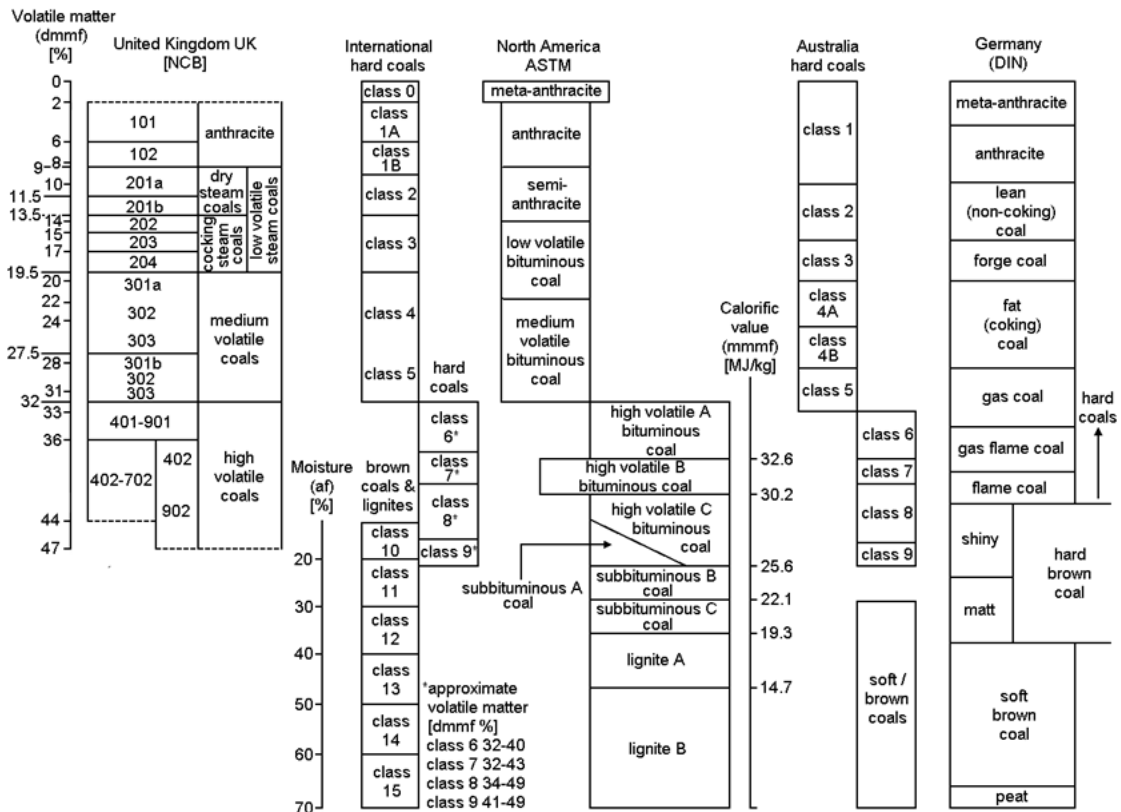 Volatile matter
(dmmf)
[%]
0
2
6
8
9
10
11.5
13.5
14
15
17
19.5
20
22
24
27.5
28
31
32
33
36
44
47
United Kingdom UK
[NCB]
101
102
201a
201b
202
203
204
301a
302
303
301b
302
303
401-901
402-702
402
902
anthracite
dry
steam
coals
cocking
steam
coals
low volatile
steam coals
medium
volatile
coals
high
volatile
coals
International
hard coals
class 0
class
1A
class
1B
class 2
class 3
class 4
class 5
hard
coals
class
6*
class
7*
class
8*
class 9*
Moisture
(af)
[%]
20
30
40
50
60
70
brown
coals &
lignites
class
10
class
11
class
12
class
13
class
14
class
15
*approximate
volatile matter
[dmmf %]
class 6 32-40
class 7 32-43
class 8 34-49
class 9 41-49
North America
ASTM
meta-anthracite
anthracite
semi-
anthracite
low volatile
bituminous
coal
medium
volatile
bituminous
coal
high volatile A
bituminous
coal
high volatile B
bituminous coal
high volatile C
bituminous
coal
subbituminous A
coal
subbituminous B
coal
subbituminous C
coal
lignite A
lignite B
Calorific
value
(mmmf)
[MJ/kg]
32.6
30.2
25.6
22.1
19.3
14.7
Australia
hard coals
class 1
class 2
class 3
class
4A
class
4B
class 5
class 6
class 7
class 8
class 9
soft /
brown
coals
Germany
(DIN)
meta-anthracite
anthracite
lean
(non-coking)
coal
forge coal
fat
(coking)
coal
gas coal
gas flame coal
flame coal
hard
coals
shiny
matt
hard
brown
coal
soft
brown
coal
peat